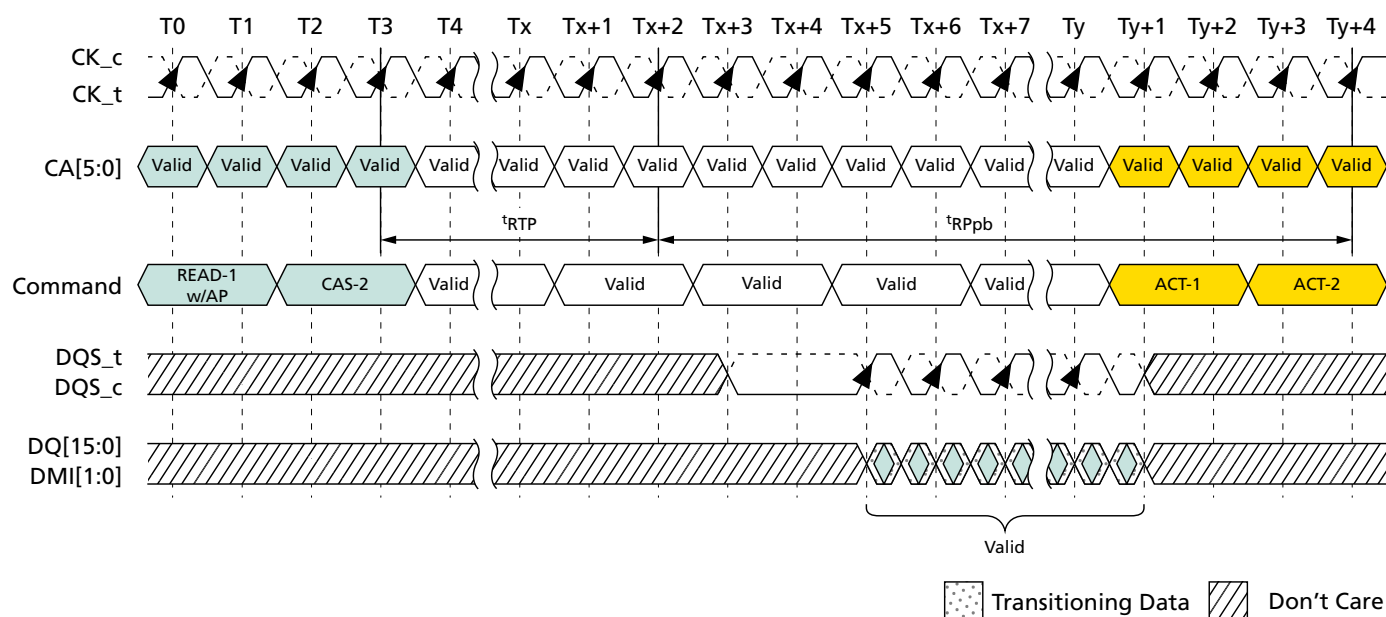 T0 T1 T2 T3 T4 Tx Tx+1 Tx+2 Tx+3 Tx+4 Tx+5 Tx+6 Tx+7 Ty Ty+1 Ty+2 Ty+3 Ty+4
CK_c
CK_t
CA[5:0] Valid Valid Valid Valid Valid Valid Valid Valid Valid Valid Valid Valid Valid Valid Valid Valid Valid
tRTP tRPpb
Command READ-1 w/AP CAS-2 Valid Valid Valid Valid Valid ACT-1 ACT-2
DQS_t
DQS_c
DQ[15:0]
DMI[1:0]
Valid
Transitioning Data Don't Care